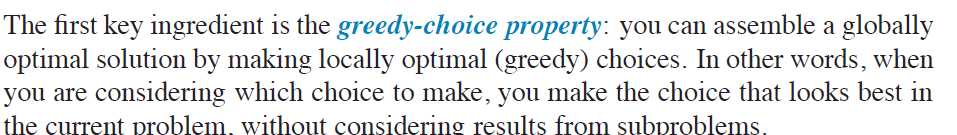 The first key ingredient is the greedy-choice property: you can assemble a globally
optimal solution by making locally optimal (greedy) choices. In other words, when
you are considering which choice to make, you make the choice that looks best in
the current problem, without considering results from subproblems.